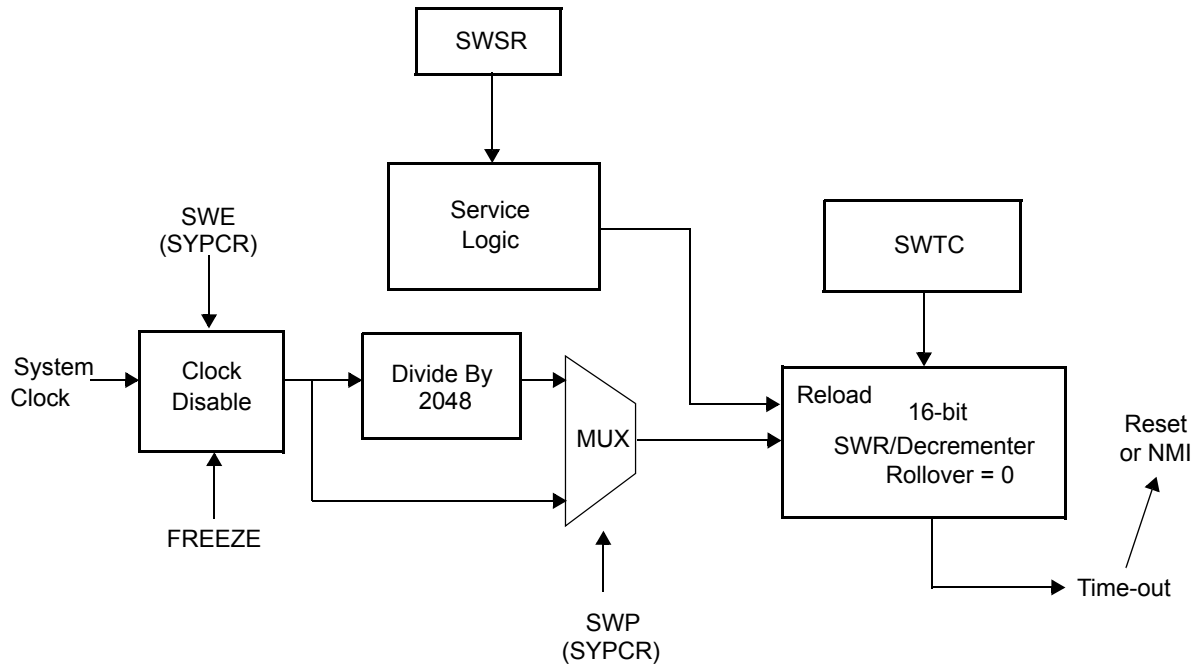 SWSR
Service
Logic
SWE
(SYPCR)
SWTC
System
Clock
Clock
Disable
Divide By
2048
MUX
Reload
16-bit
SWR/Decrementer
Rollover = 0
Reset
or NMI
FREEZE
Time-out
SWP
(SYPCR)